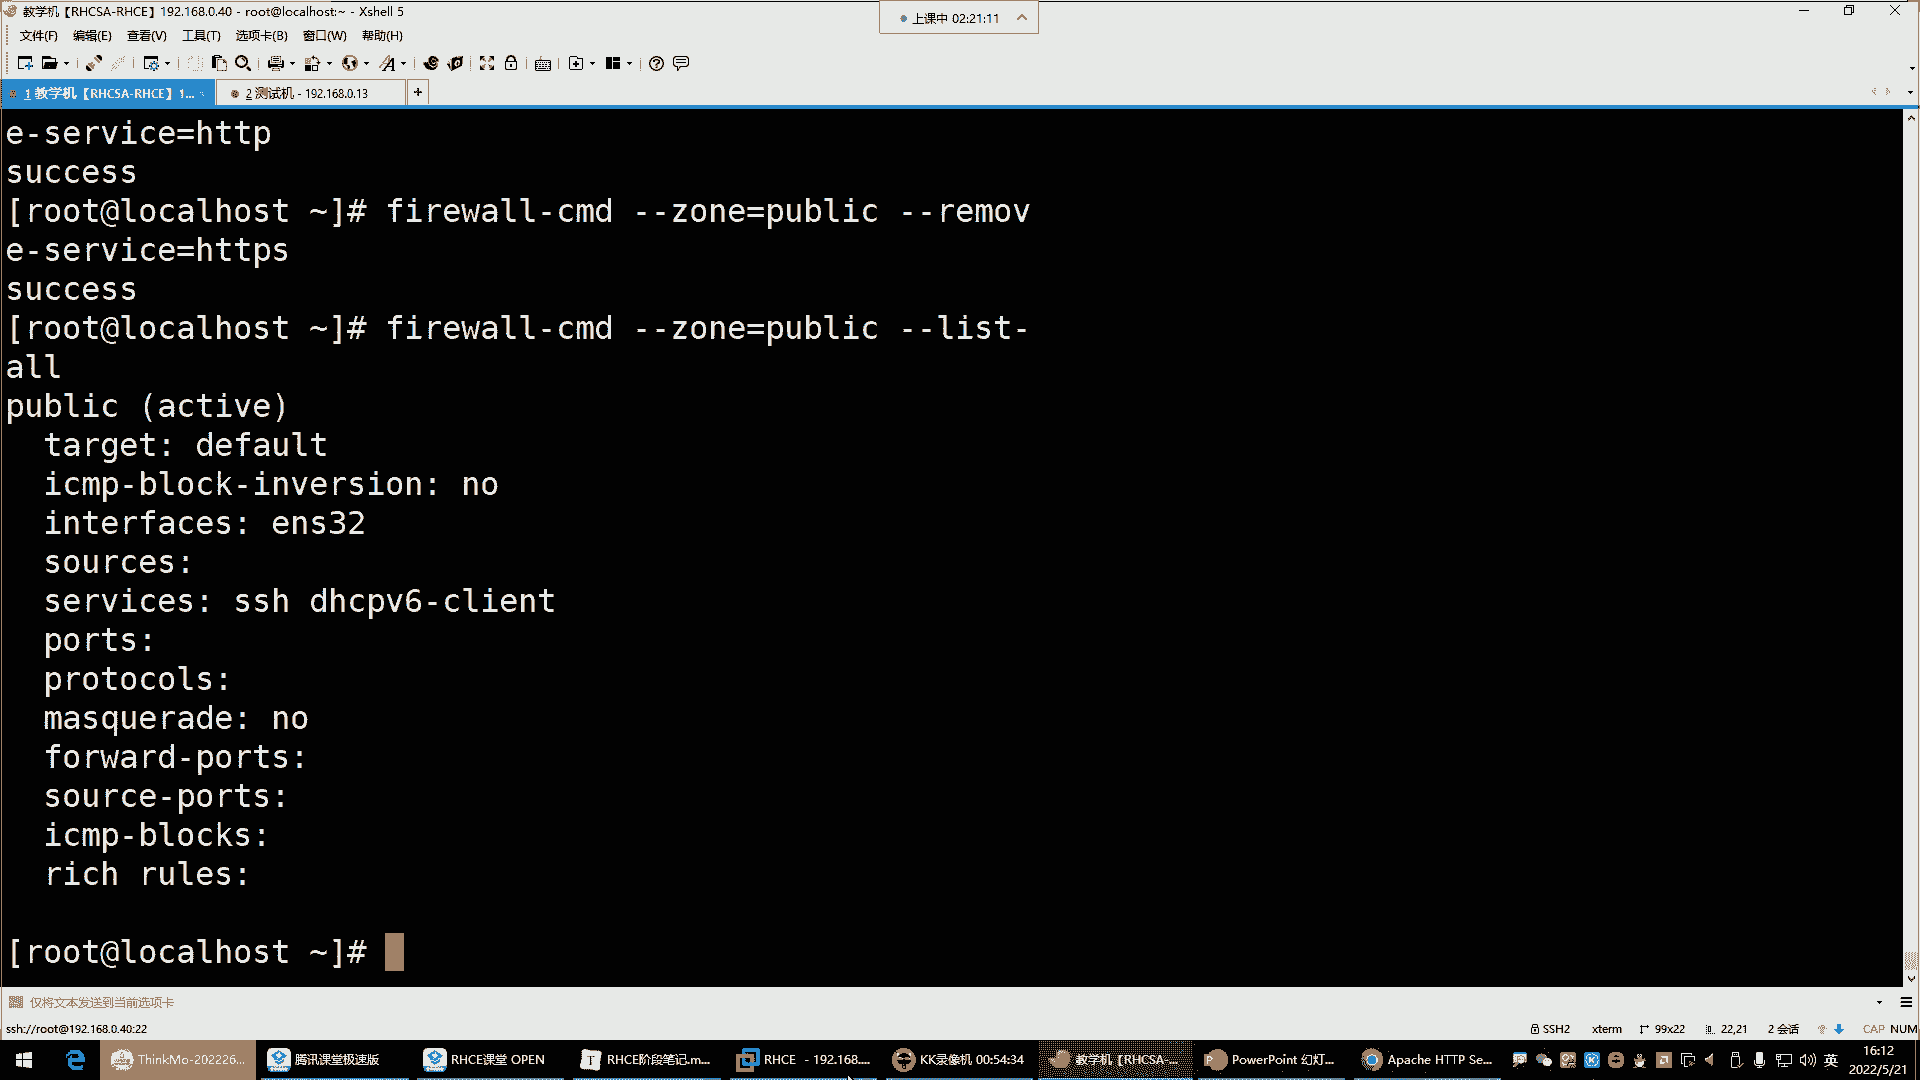 教学机【RHCSA-RHCE】192.168.0.40 - root@localhost:~ - Xshell 5
上课中 02:21:11
文件(F) 编辑(E) 查看(V) 工具(T) 选项卡(B) 窗口(W) 帮助(H)
1 教学机【RHCSA-RHCE】1...
2 测试机 - 192.168.0.13
e-service=http
success
[root@localhost ~]# firewall-cmd --zone=public --remov
e-service=https
success
[root@localhost ~]# firewall-cmd --zone=public --list-
all
public (active)
target: default
icmp-block-inversion: no
interfaces: ens32
sources:
services: ssh dhcpv6-client
ports:
protocols:
masquerade: no
forward-ports:
source-ports:
icmp-blocks:
rich rules:
[root@localhost ~]#
仅将文本发送到当前选项卡
ssh://root@192.168.0.40:22
SSH2 xterm 99x22 22,21 2 会话 CAP NUM
ThinkMo-202226... 腾讯课堂极速版 RHCE课堂 OPEN RHCE阶段笔记.m... RHCE - 192.168.... KK录像机 00:54:34 教学机【RHCSA-... PowerPoint 幻灯... Apache HTTP Se... 英
16:12
2022/5/21